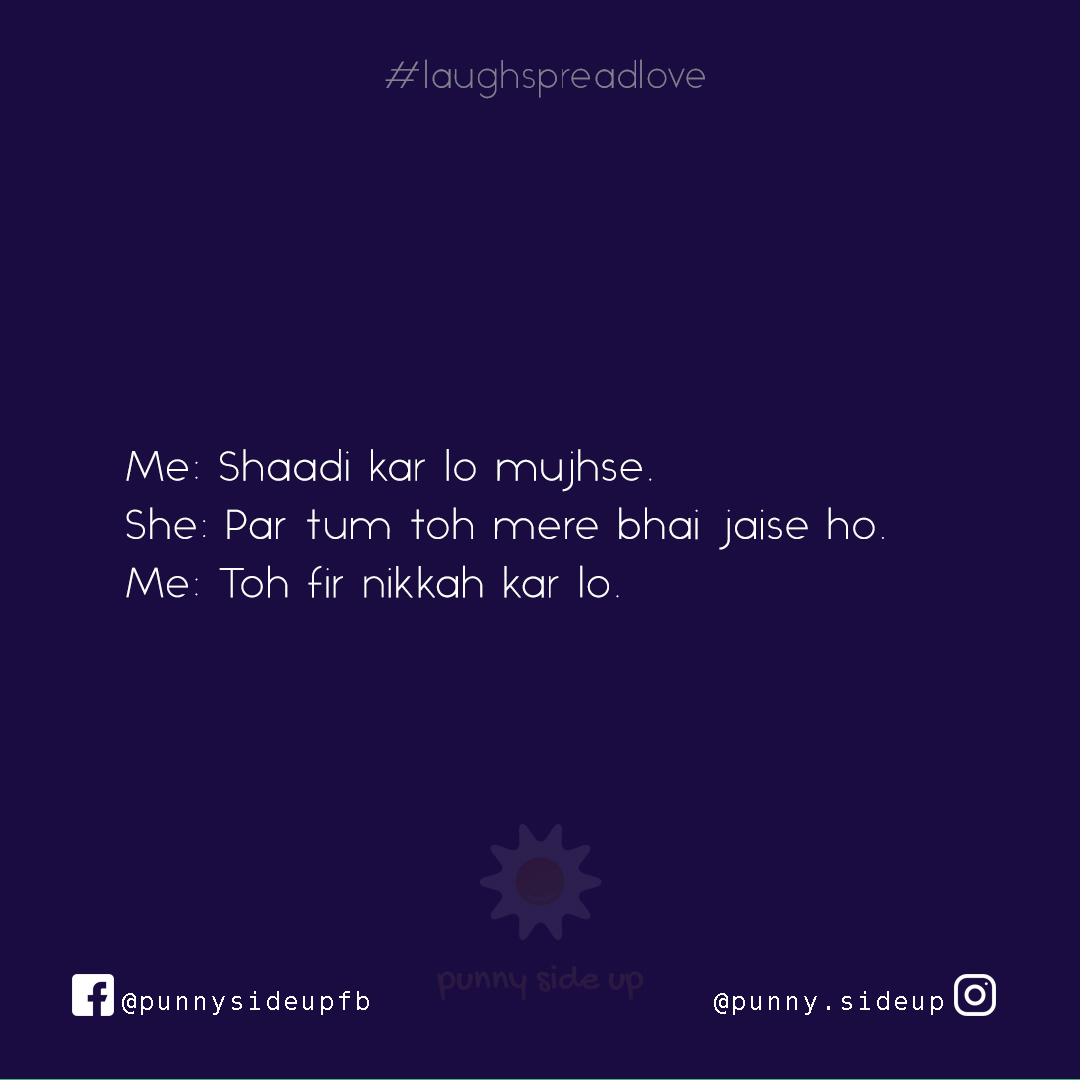 #laughspreadlove
Me: Shaadi kar lo mujhse.
She: Par tum toh mere bhai jaise ho.
Me: Toh fir nikkah kar lo.
punny side up
@punnysideupfb
@punny.sideup